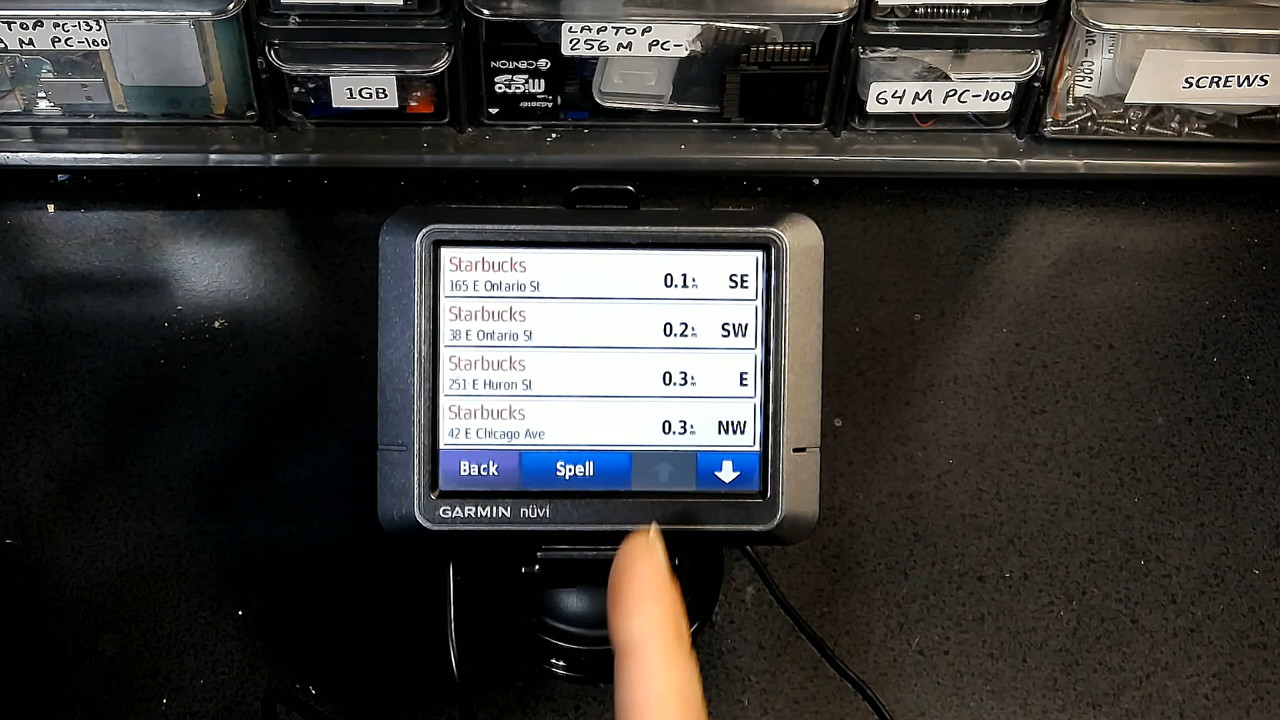 TOP PC-133
M PC-100
1GB
LAPTOP
256 M PC-1
CENTON
micro
SD
Adapter
64 M PC-100
SCREWS
Starbucks
165 E Ontario St
0.1 SE
Starbucks
38 E Ontario St
0.2 SW
Starbucks
251 E Huron St
0.3 E
Starbucks
42 E Chicago Ave
0.3 NW
Back Spell
GARMIN nüvi